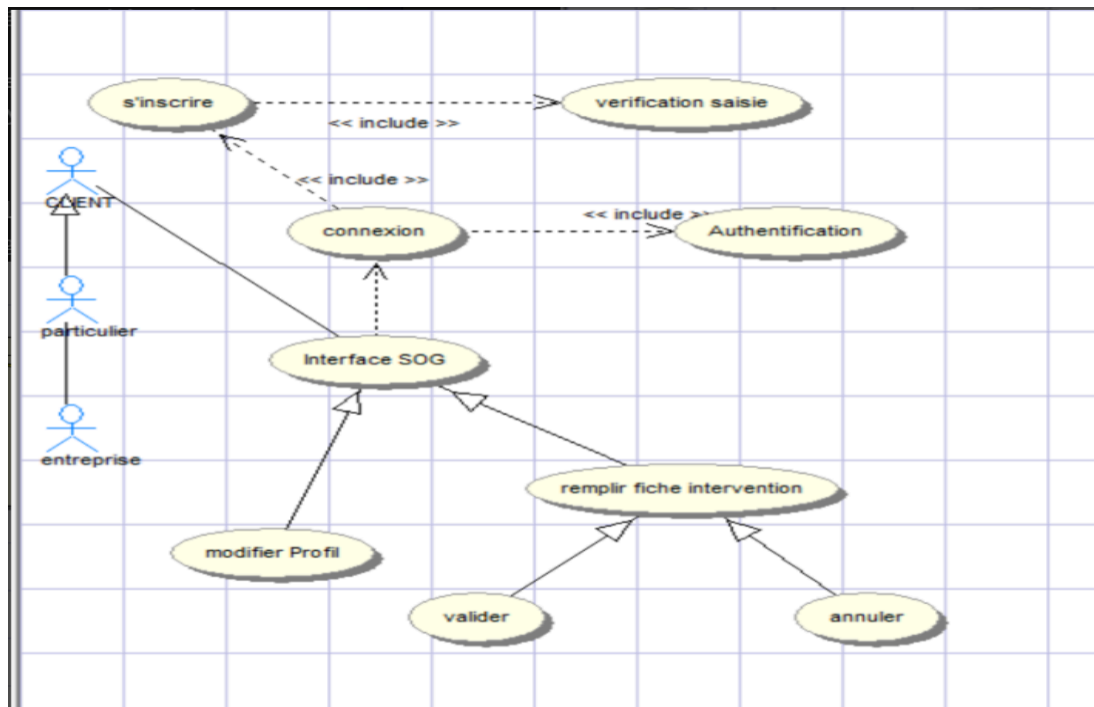 s'inscrire
verification saisie
<< include >>
CLIENT
<< include >>
<< include >>
connexion
Authentification
particulier
Interface SOG
entreprise
remplir fiche intervention
modifier Profil
valider
annuler